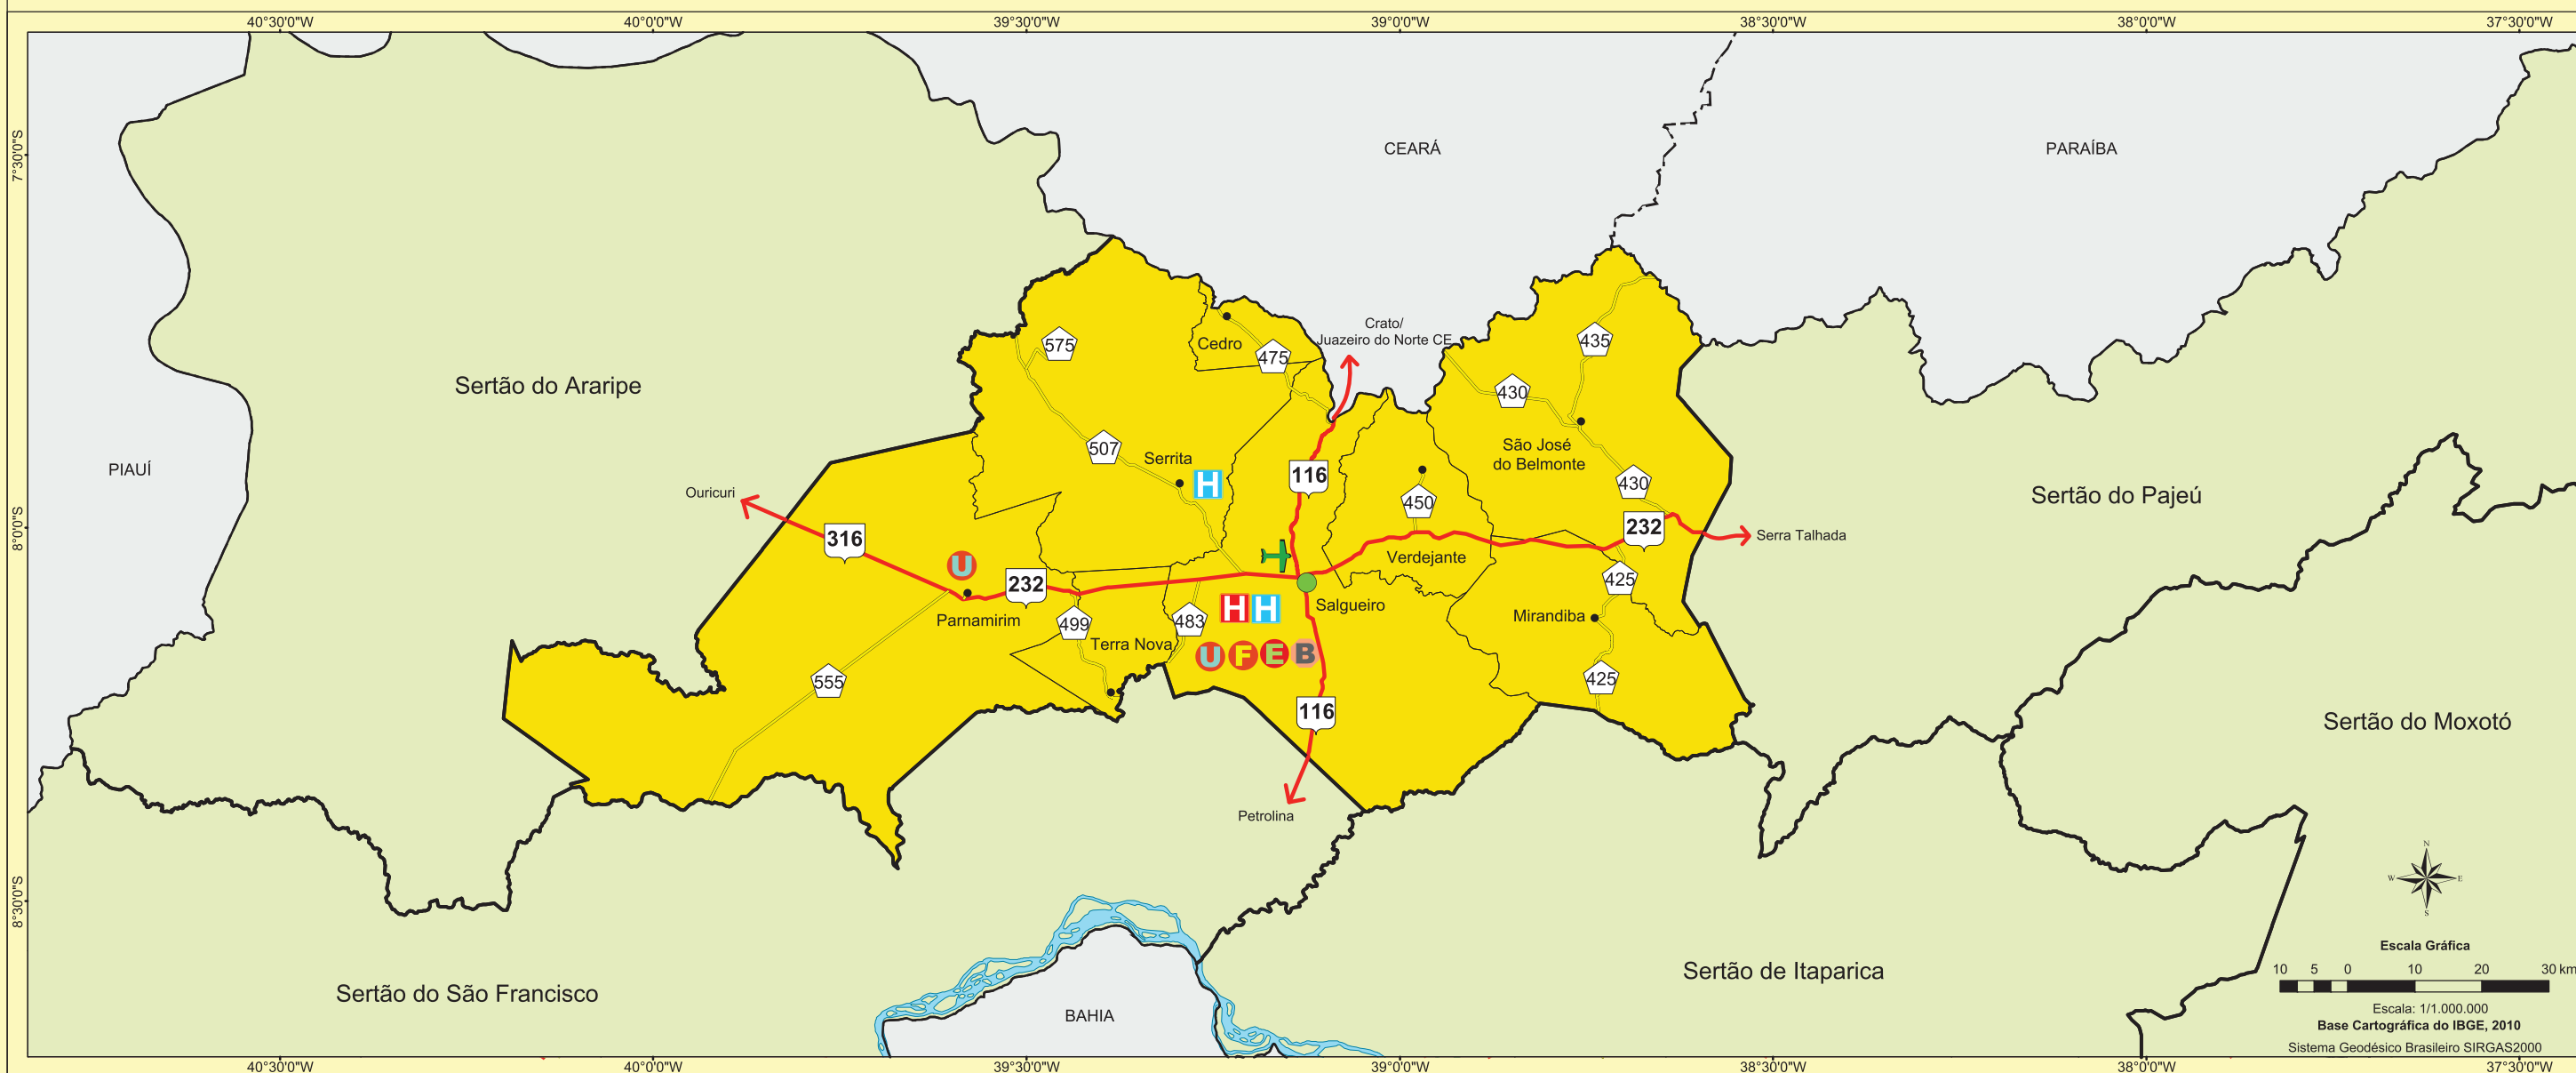 40°30'0"W
40°0'0"W
39°30'0"W
39°0'0"W
38°30'0"W
38°0'0"W
37°30'0"W
7°30'0"S
8°0'0"S
8°30'0"S
CEARÁ
PARAÍBA
PIAUÍ
Sertão do Araripe
Crato/
Juazeiro do Norte CE
575
Cedro
475
435
430
507
Serrita
H
116
São José
do Belmonte
450
430
Sertão do Pajeú
Ouricuri
316
232
Serra Talhada
U
232
Verdejante
425
Parnamirim
499
483
H H
Salgueiro
Mirandiba
Terra Nova
U F E B
555
425
116
Sertão do Moxotó
Petrolina
N
W
E
S
Escala Gráfica
10 5 0 10 20 30 km
Escala: 1/1.000.000
Base Cartográfica do IBGE, 2010
Sistema Geodésico Brasileiro SIRGAS2000
Sertão do São Francisco
BAHIA
Sertão de Itaparica
40°30'0"W
40°0'0"W
39°30'0"W
39°0'0"W
38°30'0"W
38°0'0"W
37°30'0"W